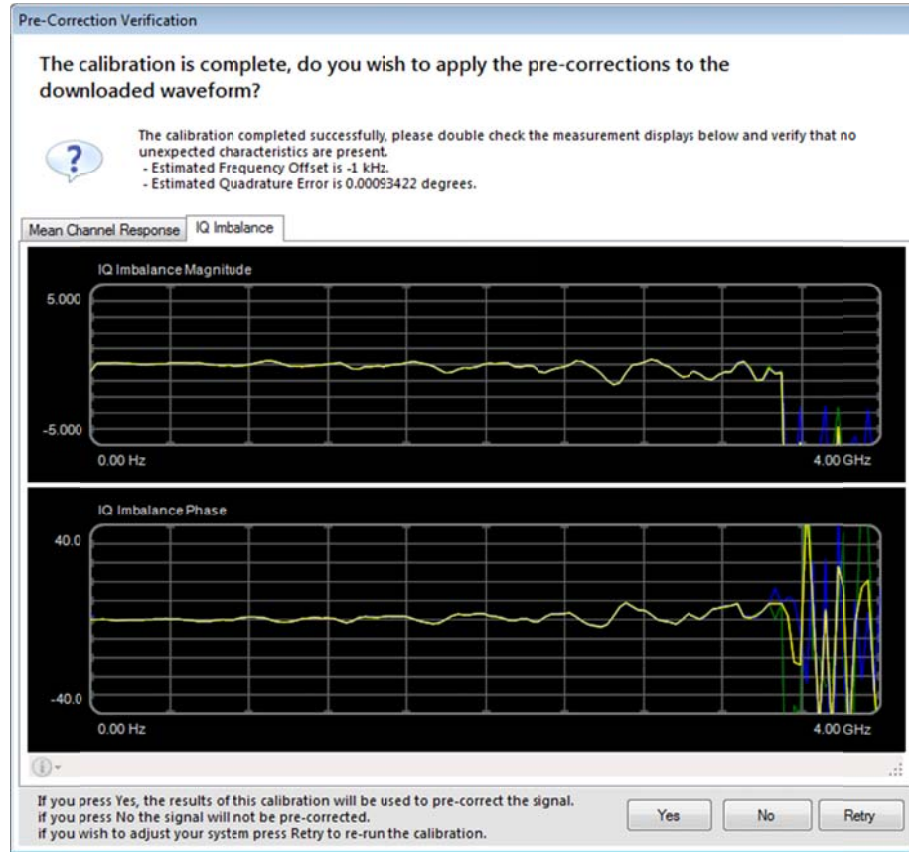 Pre-Correction Verification
The calibration is complete, do you wish to apply the pre-corrections to the
downloaded waveform?
The calibration completed successfully, please double check the measurement displays below and verify that no
unexpected characteristics are present.
- Estimated Frequency Offset is -1 kHz.
- Estimated Quadrature Error is 0.00093422 degrees.
Mean Channel Response
IQ Imbalance
IQ Imbalance Magnitude
5.000
-5.000
0.00 Hz
4.00 GHz
IQ Imbalance Phase
40.0
-40.0
0.00 Hz
4.00 GHz
If you press Yes, the results of this calibration will be used to pre-correct the signal.
if you press No the signal will not be pre-corrected.
if you wish to adjust your system press Retry to re-run the calibration.
Yes
No
Retry